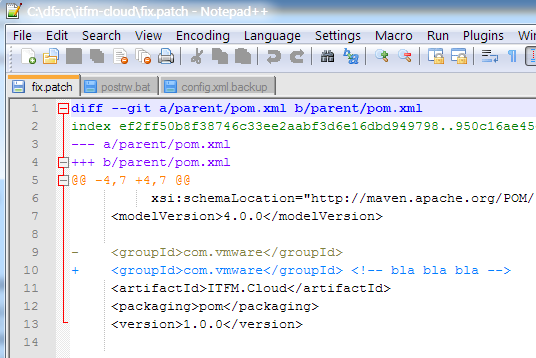 C:\dfsrc\itfm-cloud\fix.patch - Notepad++
File Edit Search View Encoding Language Settings Macro Run Plugins
fix.patch postrw.bat config.xml.backup
1 diff --git a/parent/pom.xml b/parent/pom.xml
2 index ef2ff50b8f38746c33ee2aabf3d6e16dbd949798..950c16ae45
3 --- a/parent/pom.xml
4 +++ b/parent/pom.xml
5 @@ -4,7 +4,7 @@
6 xsi:schemaLocation="http://maven.apache.org/POM/
7 <modelVersion>4.0.0</modelVersion>
8
9 - <groupId>com.vmware</groupId>
10 + <groupId>com.vmware</groupId> <!-- bla bla bla -->
11 <artifactId>ITFM.Cloud</artifactId>
12 <packaging>pom</packaging>
13 <version>1.0.0</version>
14